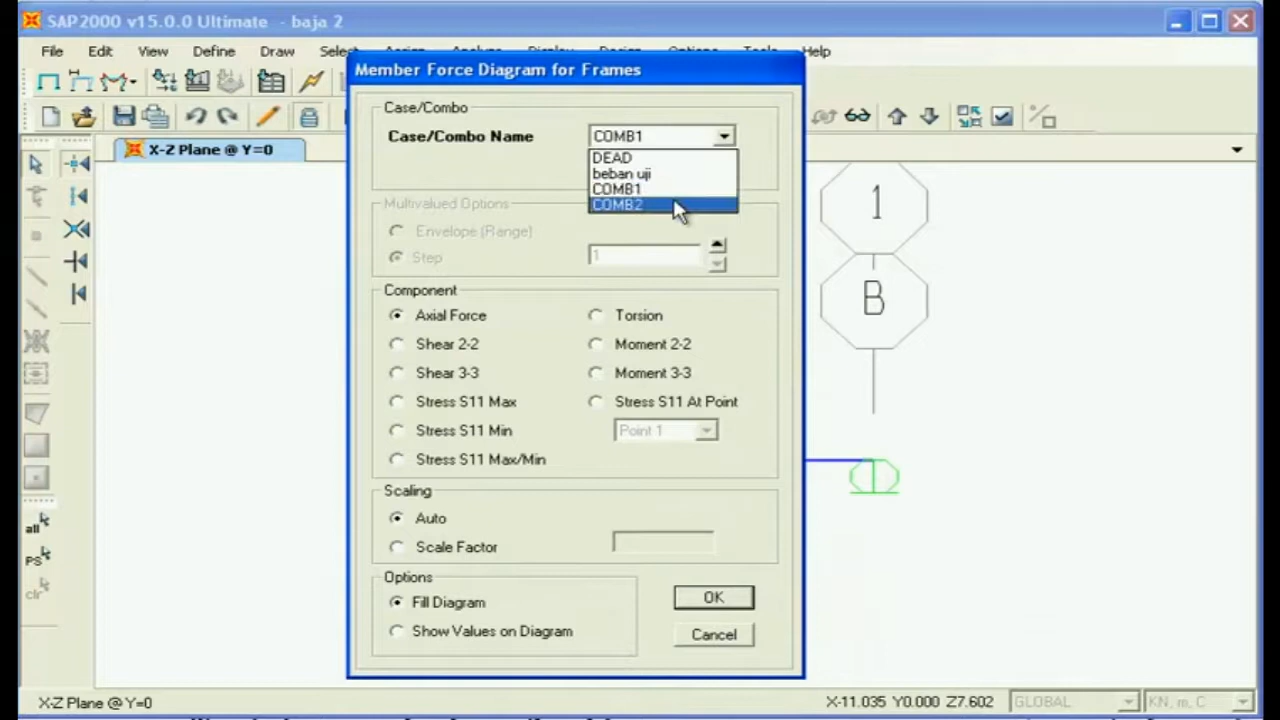 SAP2000 v15.0.0 Ultimate - baja 2
File Edit View Define Draw Help
Member Force Diagram for Frames
Case/Combo
Case/Combo Name COMB1
DEAD
beban uji
COMB1
COMB2
Multivalued Options
Envelope (Range)
Step 1
Component
Axial Force Torsion
Shear 2-2 Moment 2-2
Shear 3-3 Moment 3-3
Stress S11 Max Stress S11 At Point
Stress S11 Min Point 1
Stress S11 Max/Min
Scaling
Auto
Scale Factor
Options
Fill Diagram
Show Values on Diagram
OK
Cancel
X-Z Plane @ Y=0
1
B
all
PS
clr
X-Z Plane @ Y=0 X-11.035 Y0.000 Z7.602 GLOBAL KN, m, C